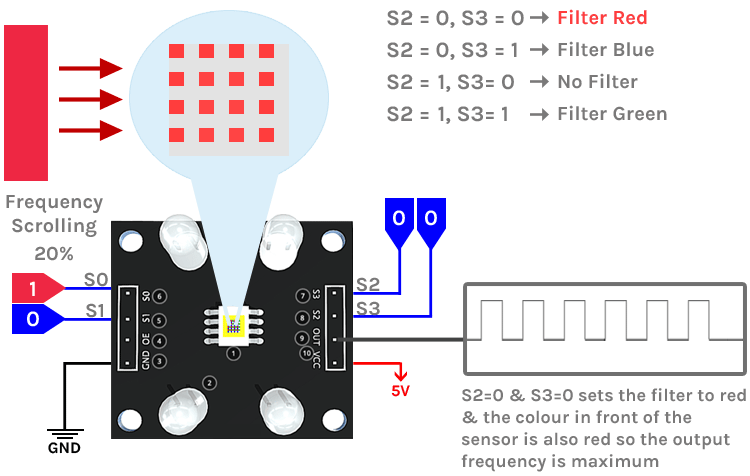 S2 = 0, S3 = 0 → Filter Red
S2 = 0, S3 = 1 → Filter Blue
S2 = 1, S3= 0 → No Filter
S2 = 1, S3= 1 → Filter Green
Frequency
Scrolling
20%
0
0
S0
1
S1
0
S2
S3
S0
S1
OE
GND
6
5
4
3
S3
S2
OUT
VCC
7
8
9
10
1
2
5V
GND
S2=0 & S3=0 sets the filter to red
& the colour in front of the
sensor is also red so the output
frequency is maximum